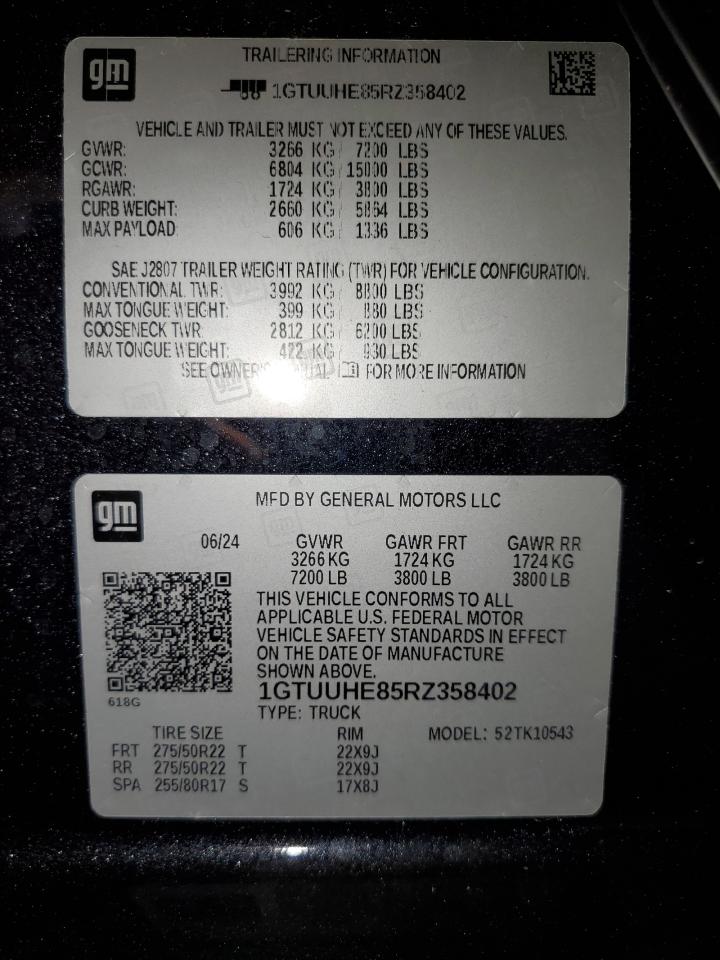 gm
TRAILERING INFORMATION
1GTUUHE85RZ358402
VEHICLE AND TRAILER MUST NOT EXCEED ANY OF THESE VALUES.
GVWR: 3266 KG / 7200 LBS
GCWR: 6804 KG / 15000 LBS
RGAWR: 1724 KG / 3800 LBS
CURB WEIGHT: 2660 KG / 5864 LBS
MAX PAYLOAD: 606 KG / 1336 LBS
SAE J2807 TRAILER WEIGHT RATING (TWR) FOR VEHICLE CONFIGURATION.
CONVENTIONAL TWR: 3992 KG / 8800 LBS
MAX TONGUE WEIGHT: 399 KG / 880 LBS
GOOSENECK TWR 2812 KG / 6200 LBS
MAX TONGUE WEIGHT: 422 KG / 930 LBS
SEE OWNER'S MANUAL FOR MORE INFORMATION
gm
MFD BY GENERAL MOTORS LLC
06/24 GVWR GAWR FRT GAWR RR
3266 KG 1724 KG 1724 KG
7200 LB 3800 LB 3800 LB
THIS VEHICLE CONFORMS TO ALL
APPLICABLE U.S. FEDERAL MOTOR
VEHICLE SAFETY STANDARDS IN EFFECT
ON THE DATE OF MANUFACTURE
SHOWN ABOVE.
1GTUUHE85RZ358402
618G
TYPE: TRUCK
TIRE SIZE RIM MODEL: 52TK10543
FRT 275/50R22 T 22X9J
RR 275/50R22 T 22X9J
SPA 255/80R17 S 17X8J